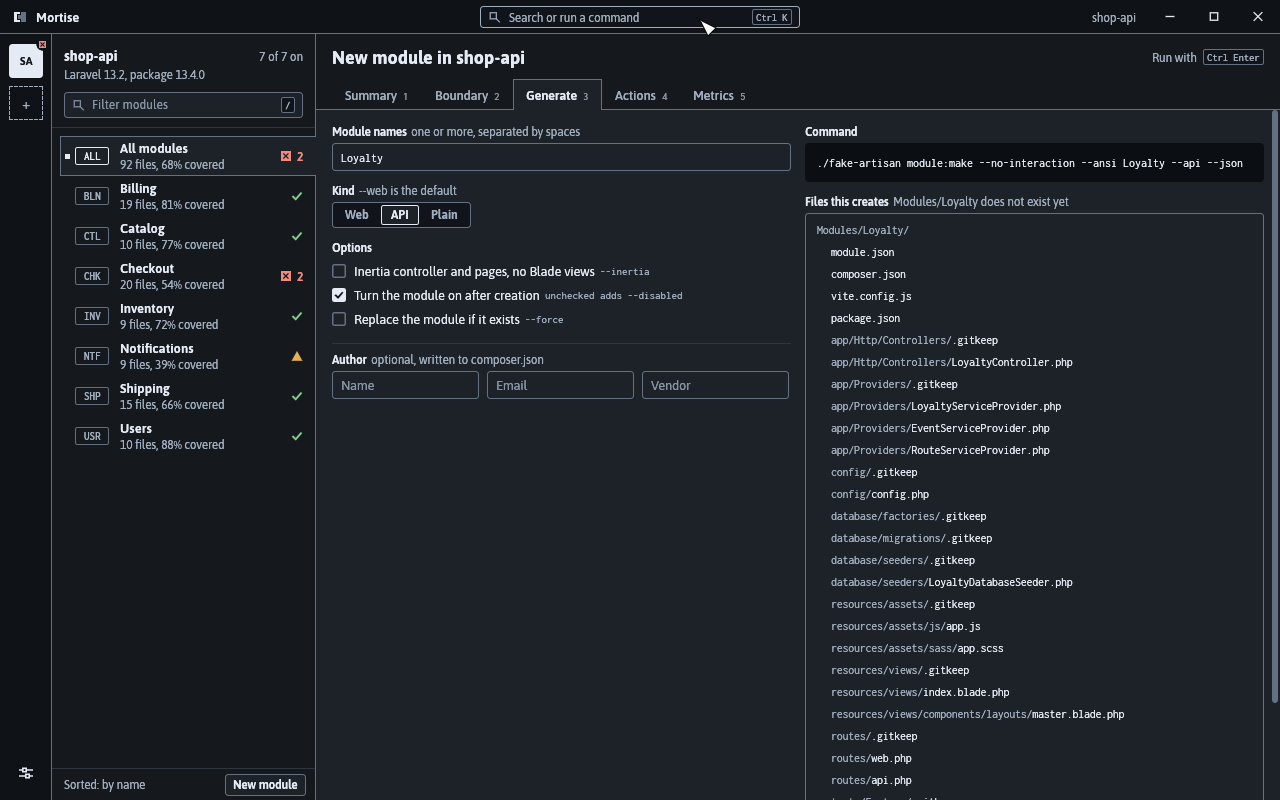 Mortise
Search or run a command
Ctrl K
shop-api
SA
+
shop-api
7 of 7 on
Laravel 13.2, package 13.4.0
Filter modules
/
ALL
All modules
92 files, 68% covered
2
BLN
Billing
19 files, 81% covered
CTL
Catalog
10 files, 77% covered
CHK
Checkout
20 files, 54% covered
2
INV
Inventory
9 files, 72% covered
NTF
Notifications
9 files, 39% covered
SHP
Shipping
15 files, 66% covered
USR
Users
10 files, 88% covered
Sorted: by name
New module
New module in shop-api
Run with Ctrl Enter
Summary 1
Boundary 2
Generate 3
Actions 4
Metrics 5
Module names one or more, separated by spaces
Loyalty
Kind --web is the default
Web
API
Plain
Options
Inertia controller and pages, no Blade views --inertia
Turn the module on after creation unchecked adds --disabled
Replace the module if it exists --force
Author optional, written to composer.json
Name
Email
Vendor
Command
./fake-artisan module:make --no-interaction --ansi Loyalty --api --json
Files this creates Modules/Loyalty does not exist yet
Modules/Loyalty/
module.json
composer.json
vite.config.js
package.json
app/Http/Controllers/.gitkeep
app/Http/Controllers/LoyaltyController.php
app/Providers/.gitkeep
app/Providers/LoyaltyServiceProvider.php
app/Providers/EventServiceProvider.php
app/Providers/RouteServiceProvider.php
config/.gitkeep
config/config.php
database/factories/.gitkeep
database/migrations/.gitkeep
database/seeders/.gitkeep
database/seeders/LoyaltyDatabaseSeeder.php
resources/assets/.gitkeep
resources/assets/js/app.js
resources/assets/sass/app.scss
resources/views/.gitkeep
resources/views/index.blade.php
resources/views/components/layouts/master.blade.php
routes/.gitkeep
routes/web.php
routes/api.php